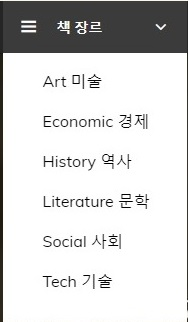 책 장르
Art 미술
Economic 경제
History 역사
Literature 문학
Social 사회
Tech 기술